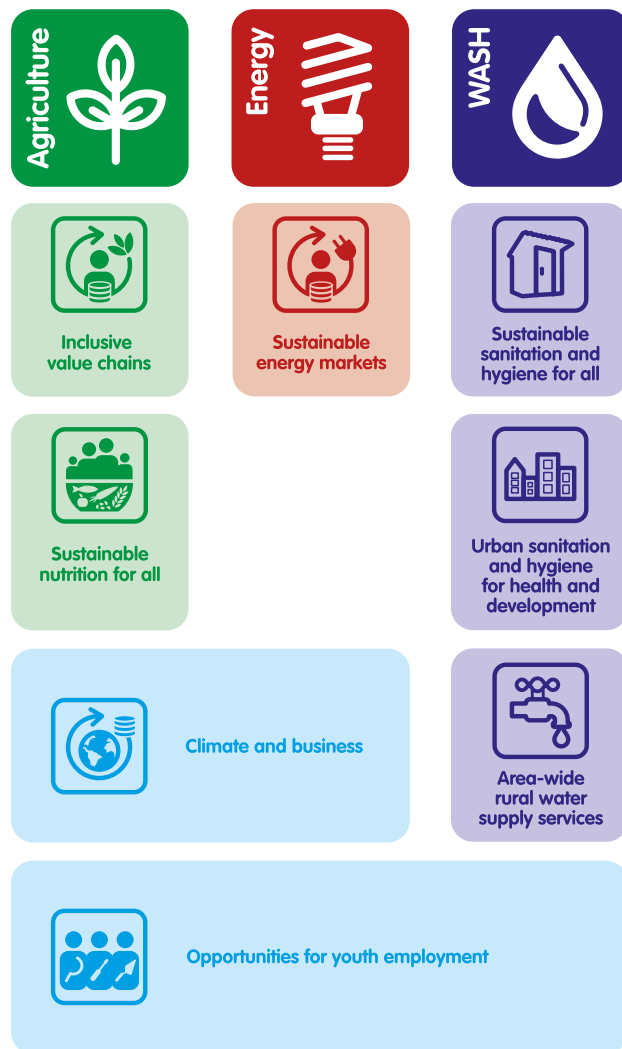 Agriculture
Energy
WASH
Inclusive
value chains
Sustainable
energy markets
Sustainable
sanitation and
hygiene for all
Sustainable
nutrition for all
Urban sanitation
and hygiene
for health and
development
Climate and business
Area-wide
rural water
supply services
Opportunities for youth employment